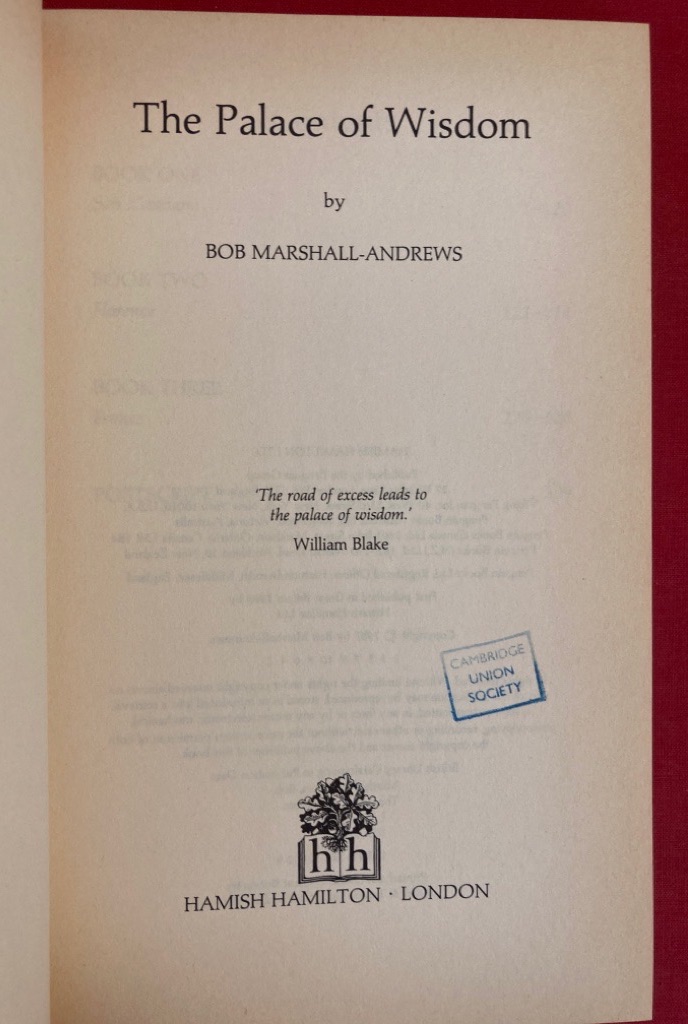 The Palace of Wisdom
by
BOB MARSHALL-ANDREWS
'The road of excess leads to
the palace of wisdom.'
William Blake
CAMBRIDGE
UNION
SOCIETY
h h
HAMISH HAMILTON · LONDON